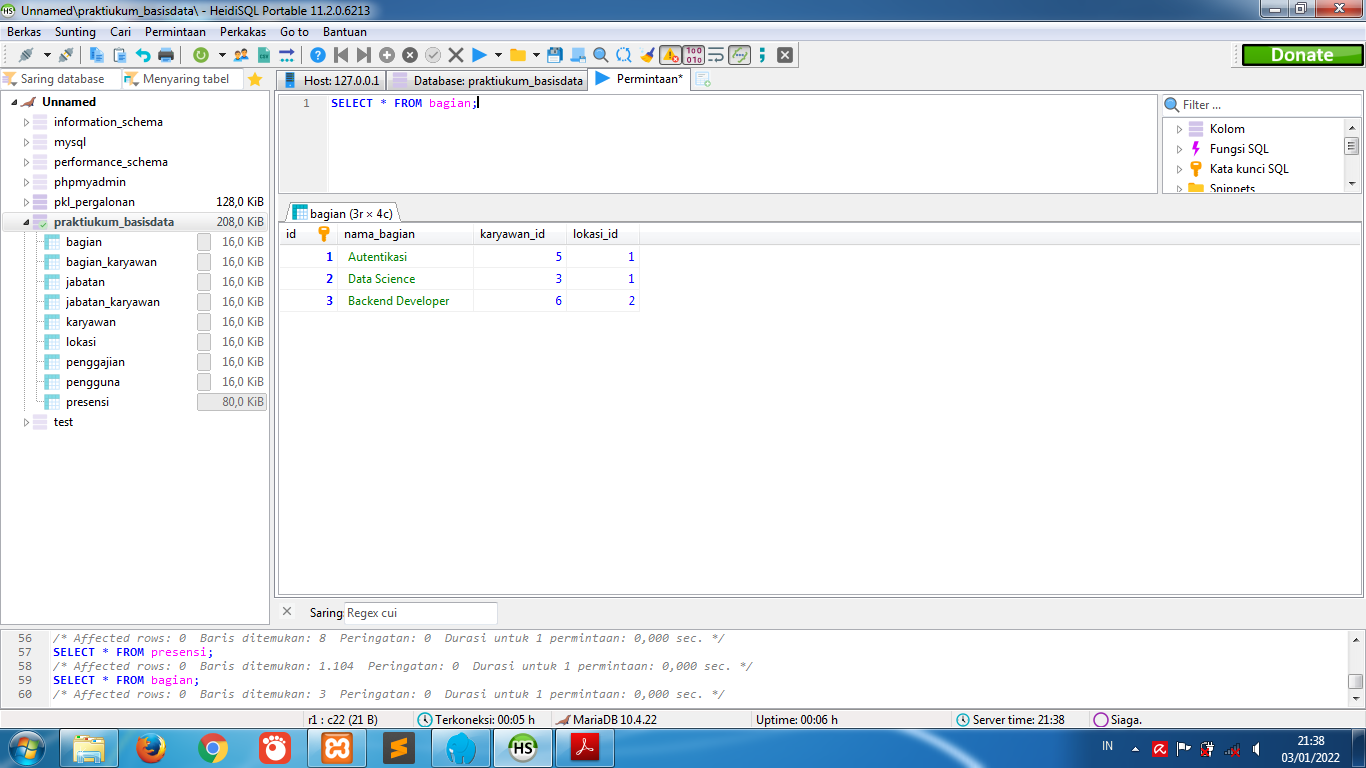 Unnamed\praktiukum_basisdata\ - HeidiSQL Portable 11.2.0.6213
Berkas Sunting Cari Permintaan Perkakas Go to Bantuan
Donate
Saring database Menyaring tabel
Host: 127.0.0.1 Database: praktiukum_basisdata Permintaan*
Unnamed
information_schema
mysql
performance_schema
phpmyadmin
pkl_pergalonan 128,0 KiB
praktiukum_basisdata 208,0 KiB
bagian 16,0 KiB
bagian_karyawan 16,0 KiB
jabatan 16,0 KiB
jabatan_karyawan 16,0 KiB
karyawan 16,0 KiB
lokasi 16,0 KiB
penggajian 16,0 KiB
pengguna 16,0 KiB
presensi 80,0 KiB
test
1 SELECT * FROM bagian;
Filter ...
Kolom
Fungsi SQL
Kata kunci SQL
Snippets
bagian (3r × 4c)
id nama_bagian karyawan_id lokasi_id
1 Autentikasi 5 1
2 Data Science 3 1
3 Backend Developer 6 2
Saring: Regex cui
56 /* Affected rows: 0 Baris ditemukan: 8 Peringatan: 0 Durasi untuk 1 permintaan: 0,000 sec. */
57 SELECT * FROM presensi;
58 /* Affected rows: 0 Baris ditemukan: 1.104 Peringatan: 0 Durasi untuk 1 permintaan: 0,000 sec. */
59 SELECT * FROM bagian;
60 /* Affected rows: 0 Baris ditemukan: 3 Peringatan: 0 Durasi untuk 1 permintaan: 0,000 sec. */
r1 : c22 (21 B) Terkoneksi: 00:05 h MariaDB 10.4.22 Uptime: 00:06 h Server time: 21:38 Siaga.
HS
IN
21:38
03/01/2022